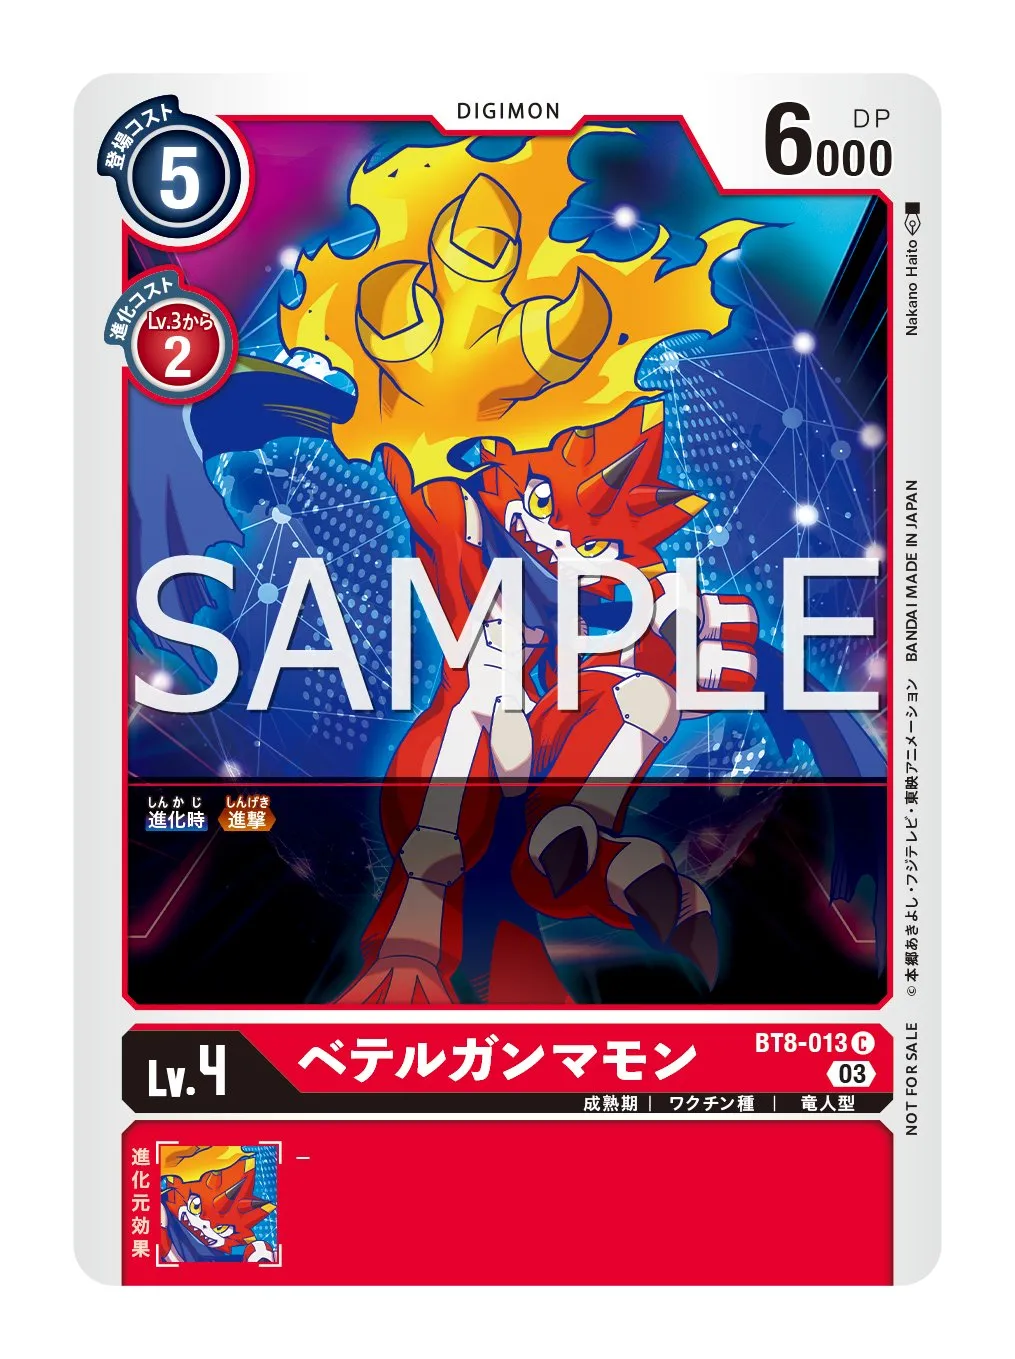 DIGIMON
登場コスト
5
6000
DP
進化コスト
Lv.3から
2
Nakano Haito
SAMPLE
BANDAI MADE IN JAPAN
©本郷あきよし・フジテレビ・東映アニメーション
NOT FOR SALE
しんかじ
進化時
しんげき
進撃
Lv.4
ベテルガンマモン
BT8-013 C
03
成熟期 | ワクチン種 | 竜人型
進化元効果
–